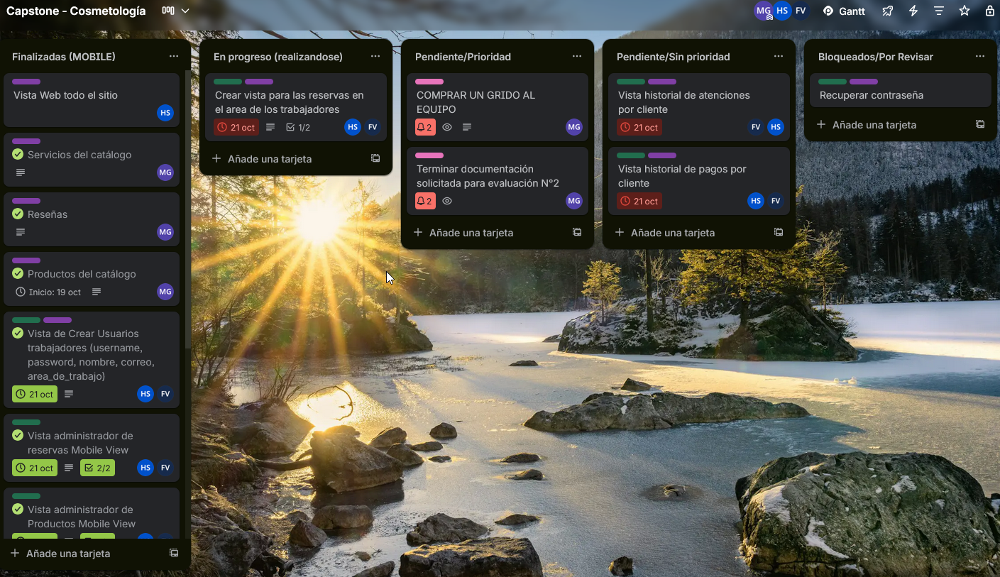 Capstone - Cosmetología
MG
HS
FV
Gantt
Finalizadas (MOBILE)
Vista Web todo el sitio
HS
Servicios del catálogo
MG
Reseñas
MG
Productos del catálogo
Inicio: 19 oct
MG
Vista de Crear Usuarios
trabajadores (username,
password, nombre, correo,
area_de_trabajo)
21 oct
HS
FV
Vista administrador de
reservas Mobile View
21 oct
2/2
HS
FV
Vista administrador de
Productos Mobile View
Añade una tarjeta
En progreso (realizandose)
Crear vista para las reservas en
el area de los trabajadores
21 oct
1/2
HS
FV
Añade una tarjeta
Pendiente/Prioridad
COMPRAR UN GRIDO AL
EQUIPO
2
MG
Terminar documentación
solicitada para evaluación N°2
2
MG
Añade una tarjeta
Pendiente/Sin prioridad
Vista historial de atenciones
por cliente
21 oct
FV
HS
Vista historial de pagos por
cliente
21 oct
HS
FV
Añade una tarjeta
Bloqueados/Por Revisar
Recuperar contraseña
Añade una tarjeta